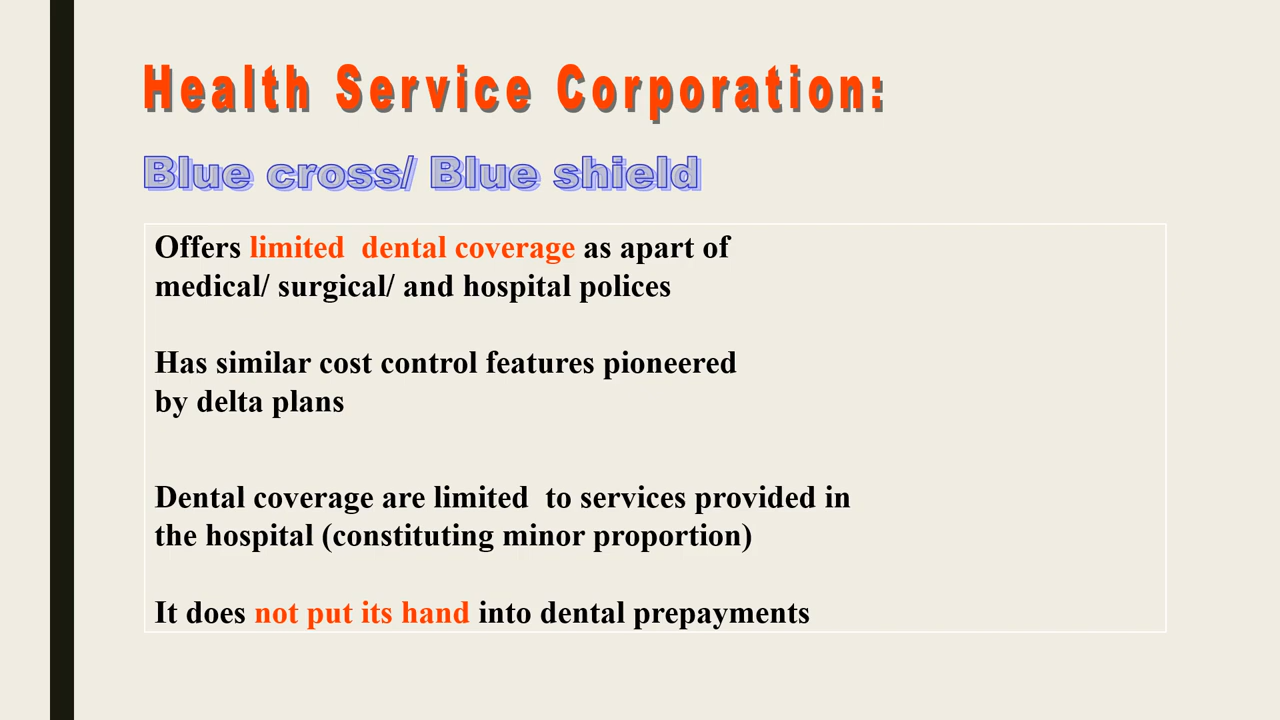 Health Service Corporation:
Blue cross/ Blue shield
Offers limited dental coverage as apart of
medical/ surgical/ and hospital polices
Has similar cost control features pioneered
by delta plans
Dental coverage are limited to services provided in
the hospital (constituting minor proportion)
It does not put its hand into dental prepayments